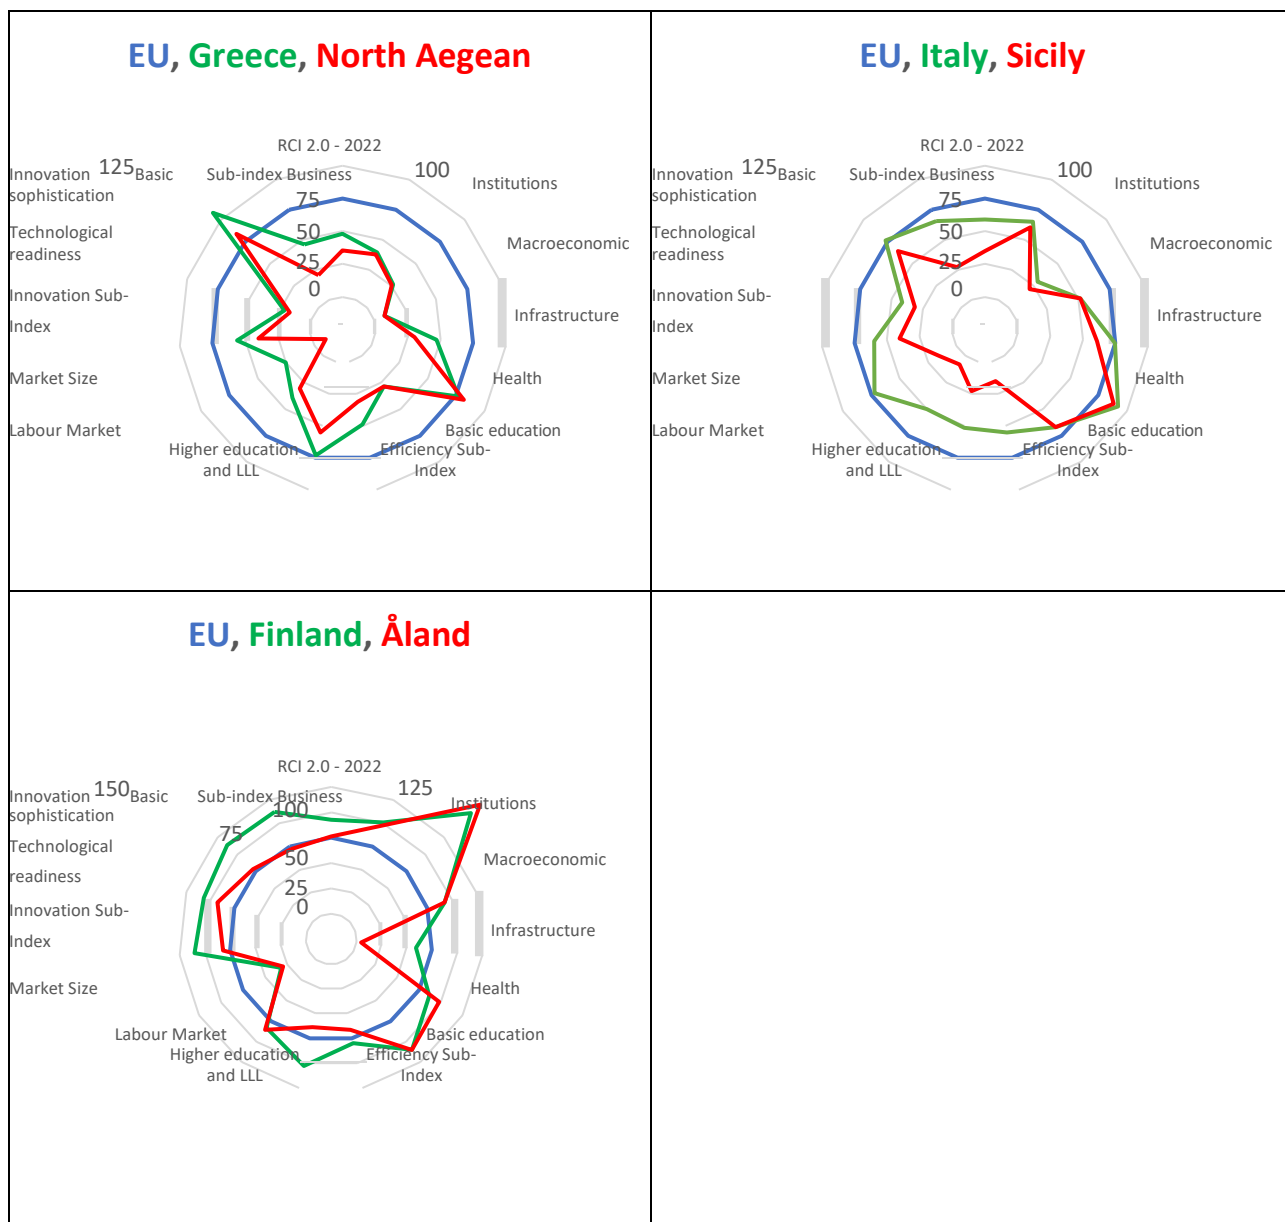 EU, Greece, North Aegean
RCI 2.0 - 2022
Innovation 125 Basic Sub-index Business 100 Institutions
sophistication
75
Technological
readiness
50
Macroeconomic
25
Innovation Sub-
Index
0
Infrastructure
Market Size
Health
Labour Market
Basic education
Higher education
and LLL
Efficiency Sub-
Index
EU, Italy, Sicily
RCI 2.0 - 2022
Innovation 125 Basic Sub-index Business 100 Institutions
sophistication
75
Technological
readiness
50
Macroeconomic
25
Innovation Sub-
Index
0
Infrastructure
Market Size
Health
Labour Market
Basic education
Higher education
and LLL
Efficiency Sub-
Index
EU, Finland, Åland
RCI 2.0 - 2022
Innovation 150 Basic Sub-index Business 125 Institutions
sophistication
100
75
Technological
readiness
50
Macroeconomic
25
Innovation Sub-
Index
0
Infrastructure
Market Size
Health
Labour Market
Basic education
Higher education
and LLL
Efficiency Sub-
Index